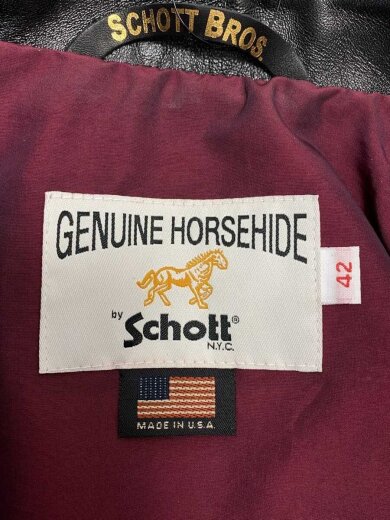 SCHOTT BROS.
GENUINE HORSEHIDE
by
Schott®
N.Y.C.
42
MADE IN U.S.A.